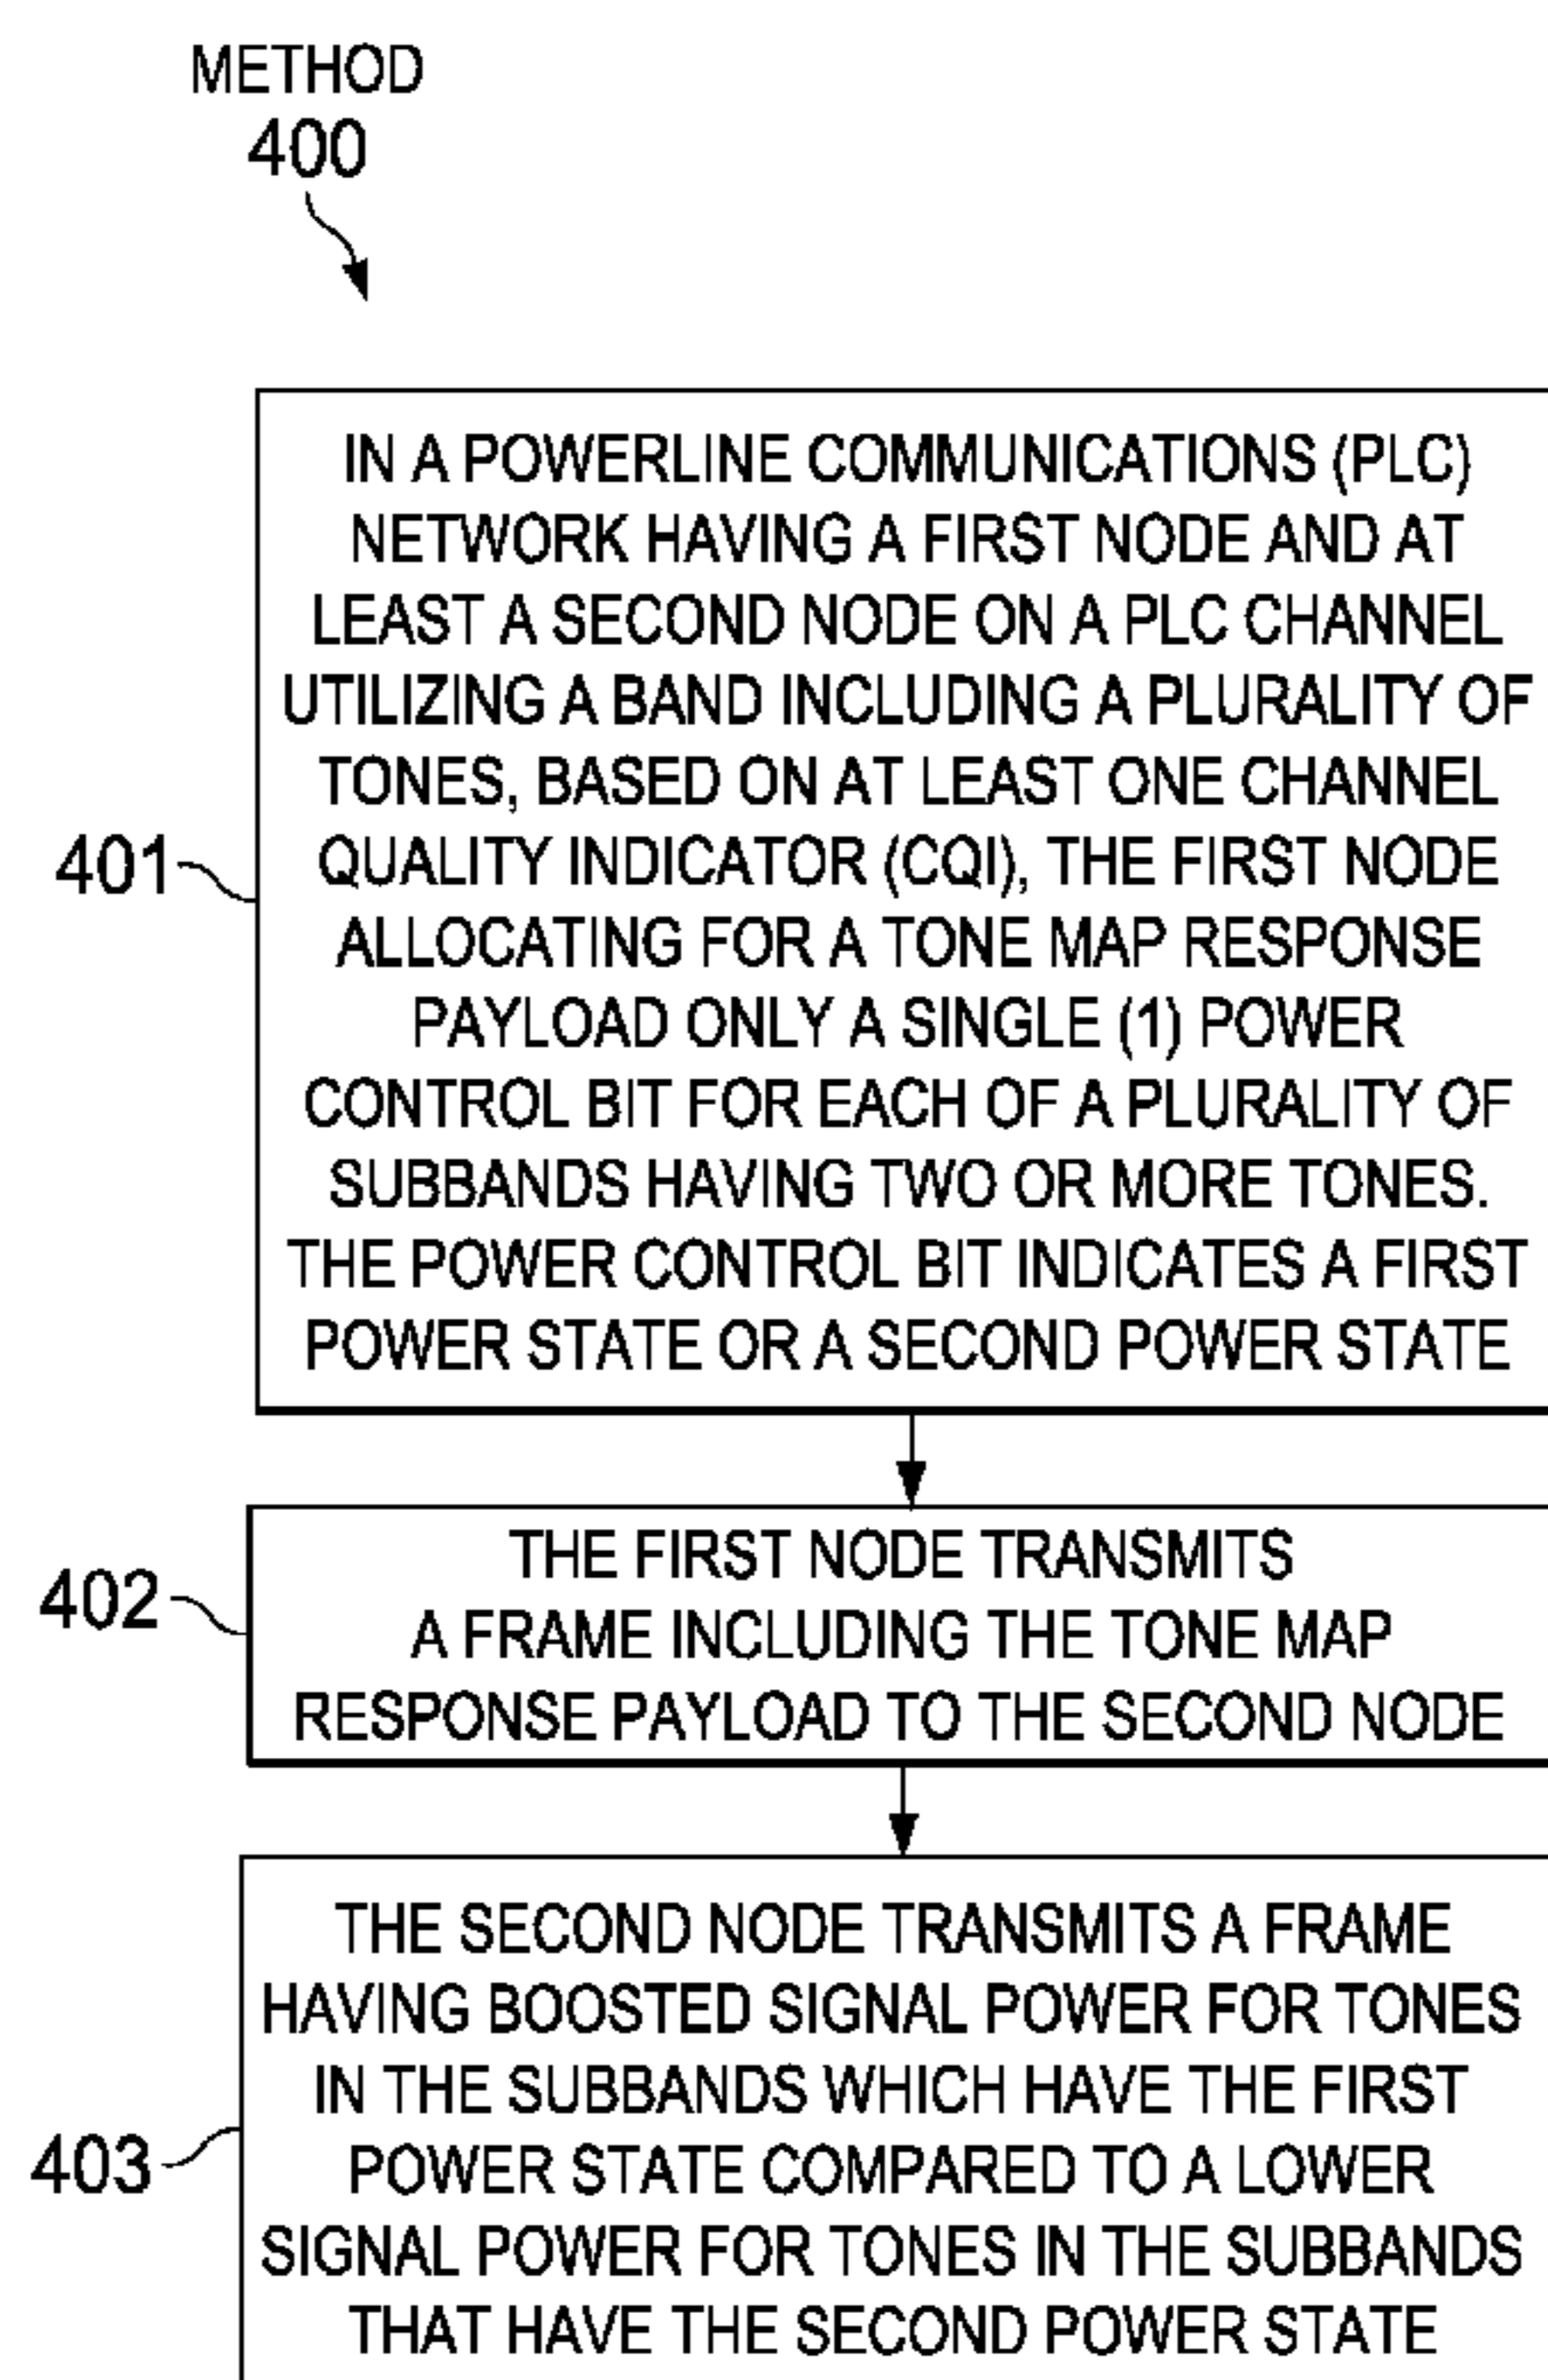 METHOD
400
IN A POWERLINE COMMUNICATIONS (PLC)
NETWORK HAVING A FIRST NODE AND AT
LEAST A SECOND NODE ON A PLC CHANNEL
UTILIZING A BAND INCLUDING A PLURALITY OF
TONES, BASED ON AT LEAST ONE CHANNEL
401
QUALITY INDICATOR (CQI), THE FIRST NODE
ALLOCATING FOR A TONE MAP RESPONSE
PAYLOAD ONLY A SINGLE (1) POWER
CONTROL BIT FOR EACH OF A PLURALITY OF
SUBBANDS HAVING TWO OR MORE TONES.
THE POWER CONTROL BIT INDICATES A FIRST
POWER STATE OR A SECOND POWER STATE
402
THE FIRST NODE TRANSMITS
A FRAME INCLUDING THE TONE MAP
RESPONSE PAYLOAD TO THE SECOND NODE
403
THE SECOND NODE TRANSMITS A FRAME
HAVING BOOSTED SIGNAL POWER FOR TONES
IN THE SUBBANDS WHICH HAVE THE FIRST
POWER STATE COMPARED TO A LOWER
SIGNAL POWER FOR TONES IN THE SUBBANDS
THAT HAVE THE SECOND POWER STATE